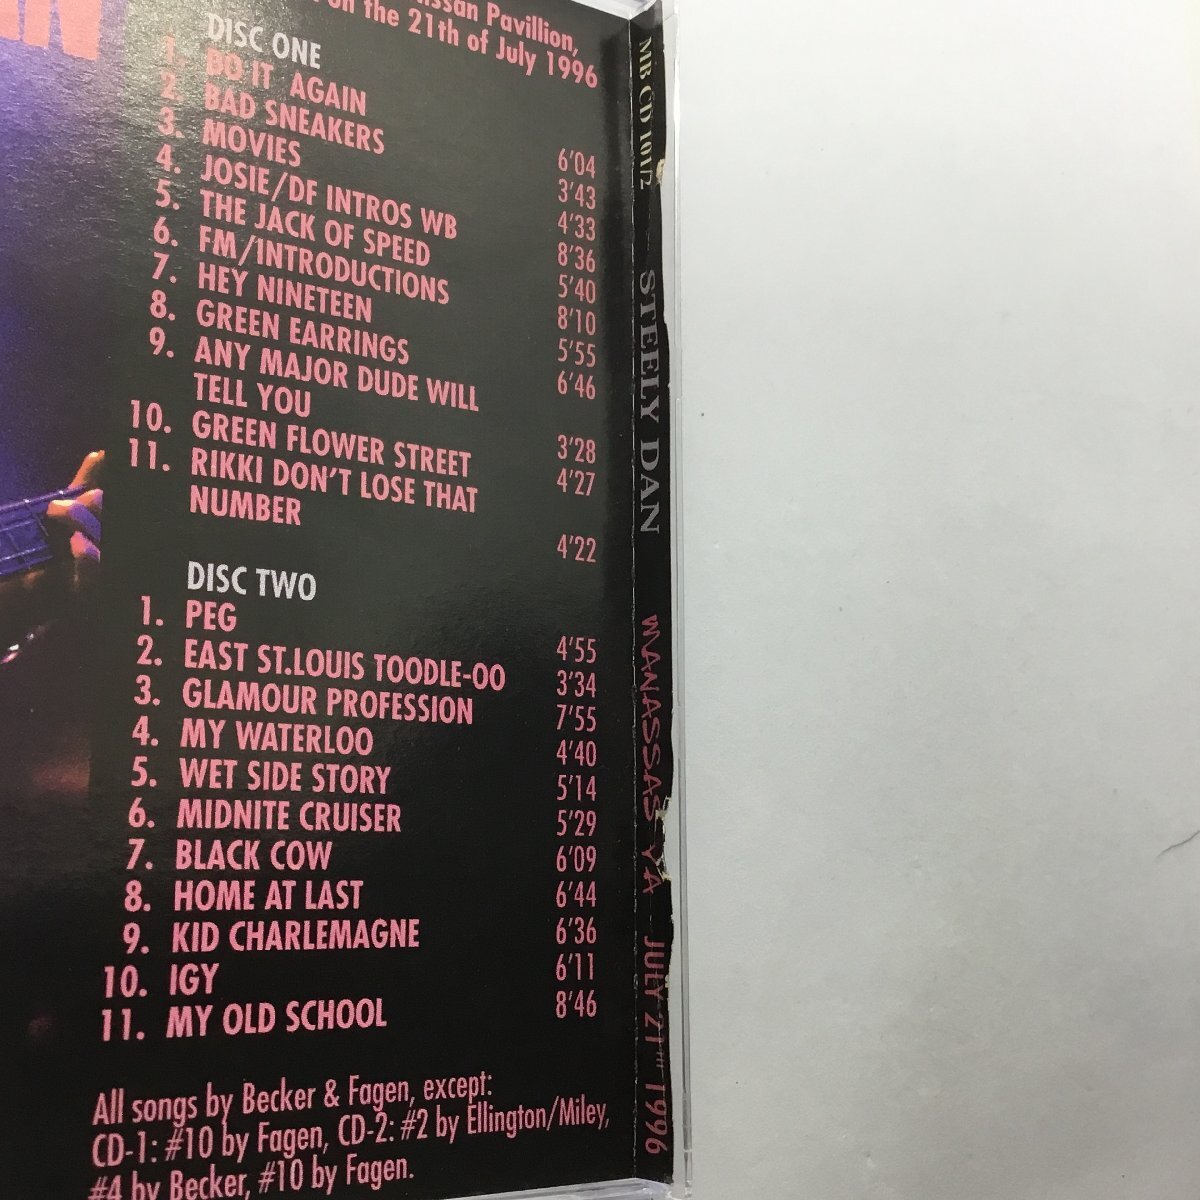 Pavillion,
on the 21th of July 1996
DISC ONE
1. DO IT AGAIN 6'04
2. BAD SNEAKERS 3'43
3. MOVIES 4'33
4. JOSIE/DF INTROS WB 8'36
5. THE JACK OF SPEED 5'40
6. FM/INTRODUCTIONS 8'10
7. HEY NINETEEN 5'55
8. GREEN EARRINGS 6'46
9. ANY MAJOR DUDE WILL
TELL YOU 3'28
10. GREEN FLOWER STREET 4'27
11. RIKKI DON'T LOSE THAT
NUMBER 4'22
DISC TWO
1. PEG 4'55
2. EAST ST.LOUIS TOODLE-OO 3'34
3. GLAMOUR PROFESSION 7'55
4. MY WATERLOO 4'40
5. WET SIDE STORY 5'14
6. MIDNITE CRUISER 5'29
7. BLACK COW 6'09
8. HOME AT LAST 6'44
9. KID CHARLEMAGNE 6'36
10. IGY 6'11
11. MY OLD SCHOOL 8'46
All songs by Becker & Fagen, except:
CD-1: #10 by Fagen, CD-2: #2 by Ellington/Miley,
#4 by Becker, #10 by Fagen.
MB CD 101/2 STEELY DAN MANASSAS VA JULY 21TH 1996